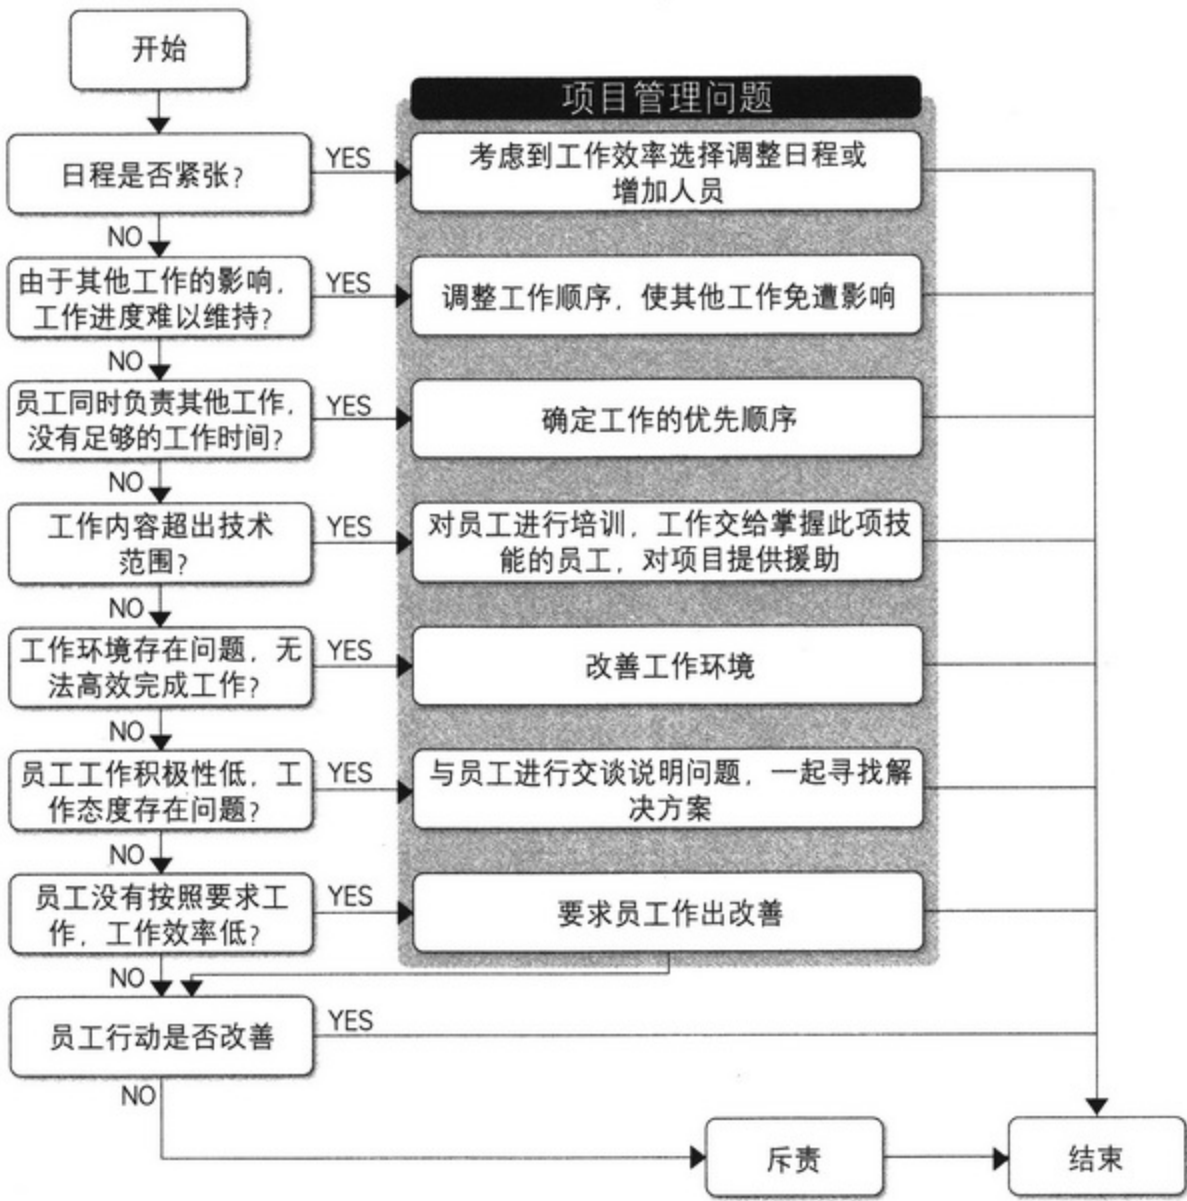 开始
项目管理问题
日程是否紧张？
YES
考虑到工作效率选择调整日程或
增加人员
NO
由于其他工作的影响，
工作进度难以维持？
YES
调整工作顺序，使其他工作免遭影响
NO
员工同时负责其他工作，
没有足够的工作时间？
YES
确定工作的优先顺序
NO
工作内容超出技术
范围？
YES
对员工进行培训，工作交给掌握此项技
能的员工，对项目提供援助
NO
工作环境存在问题，无
法高效完成工作？
YES
改善工作环境
NO
员工工作积极性低，工
作态度存在问题？
YES
与员工进行交谈说明问题，一起寻找解
决方案
NO
员工没有按照要求工
作，工作效率低？
YES
要求员工作出改善
NO
员工行动是否改善
YES
NO
斥责
结束